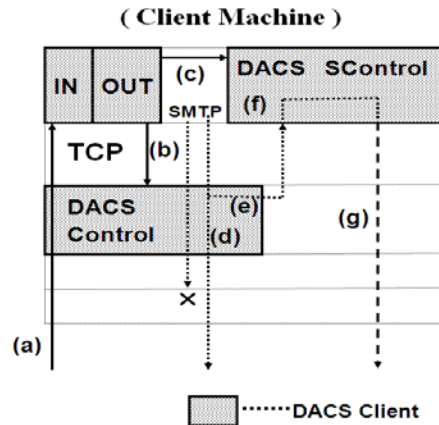 ( Client Machine )
IN OUT (c) DACS SControl
SMTP (f)
TCP (b)
DACS Control (e) (d) (g)
X
(a)
DACS Client